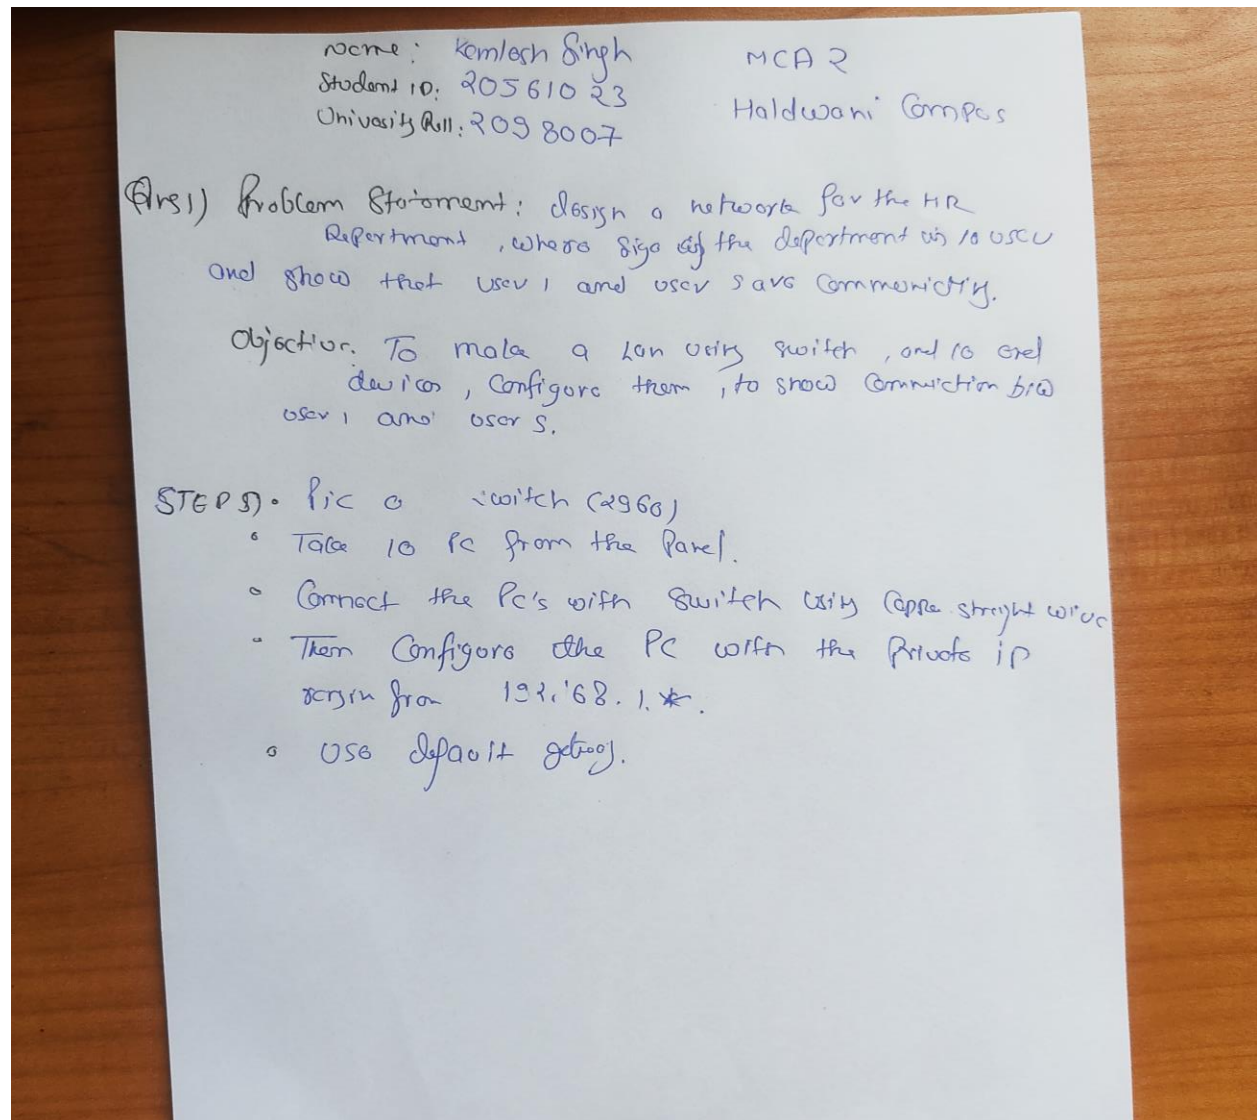 Name: Kamlesh Singh MCA 2
Student ID: 20561023 Haldwani Campus
University Roll: 2098007
Ans1) Problem Statement: design a network for the HR
Department, where size of the department is 10 user
and show that user 1 and user 5 are
Objective. To make a Lan using switch, and 10 end
devices, Configure them, to show b/w
user 1 and user 5.
STEPS). Pic a switch (2960)
• Take 10 PC from the Panel.
• Connect the PC's with Switch using Copper straight wire
• Then Configure the PC with the Private ip
from 192.168.1.*.
• Use default